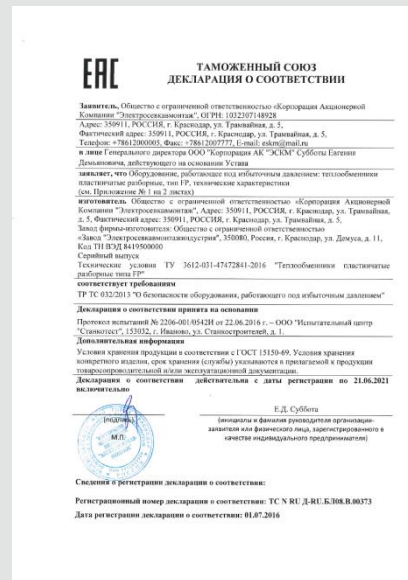 ЕАС
ТАМОЖЕННЫЙ СОЮЗ
ДЕКЛАРАЦИЯ О СООТВЕТСТВИИ
Заявитель, Общество с ограниченной ответственностью «Корпорация Акционерной
Компании "Электросевкавмонтаж", ОГРН: 1032307148928
Адрес: 350911, РОССИЯ, г. Краснодар, ул. Трамвайная, д. 5,
Фактический адрес: 350911, РОССИЯ, г. Краснодар, ул. Трамвайная, д. 5,
Телефон: +78612000005, Факс: +78612007777, E-mail: eskm@mail.ru
в лице Генерального директора ООО "Корпорация АК "ЭСКМ" Субботы Евгения
Демьяновича, действующего на основании Устава
заявляет, что Оборудование, работающее под избыточным давлением: теплообменники
пластинчатые разборные, тип FP, технические характеристики
(см. Приложение № 1 на 2 листах)
изготовитель Общество с ограниченной ответственностью «Корпорация Акционерной
Компании "Электросевкавмонтаж", Адрес: 350911, РОССИЯ, г. Краснодар, ул. Трамвайная,
д. 5, Фактический адрес: 350911, РОССИЯ, г. Краснодар, ул. Трамвайная, д. 5.
Завод фирмы-изготовителя: Общество с ограниченной ответственностью
«Завод "Электросевкавмонтажиндустрия", 350080, Россия, г. Краснодар, ул. Демуса, д. 11,
Код ТН ВЭД 8419500000
Серийный выпуск
Технические условия ТУ 3612-031-47472841-2016 "Теплообменники пластинчатые
разборные типа FP"
соответствует требованиям
ТР ТС 032/2013 "О безопасности оборудования, работающего под избыточным давлением"
Декларация о соответствии принята на основании
Протокол испытаний № 2206-001/0542Н от 22.06.2016 г. – ООО "Испытательный центр
"Станкотест", 153032, г. Иваново, ул. Станкостроителей, д. 1.
Дополнительная информация
Условия хранения продукции в соответствии с ГОСТ 15150-69. Условия хранения
конкретного изделия, срок хранения (службы) указываются в прилагаемой к продукции
товаросопроводительной и/или эксплуатационной документации.
Декларация о соответствии действительна с даты регистрации по 21.06.2021
включительно
(подпись)
М.П.
Е.Д. Суббота
(инициалы и фамилия руководителя организации-
заявителя или физического лица, зарегистрированного в
качестве индивидуального предпринимателя)
Сведения о регистрации декларации о соответствии:
Регистрационный номер декларации о соответствии: ТС N RU Д-RU.БЛ08.В.00373
Дата регистрации декларации о соответствии: 01.07.2016